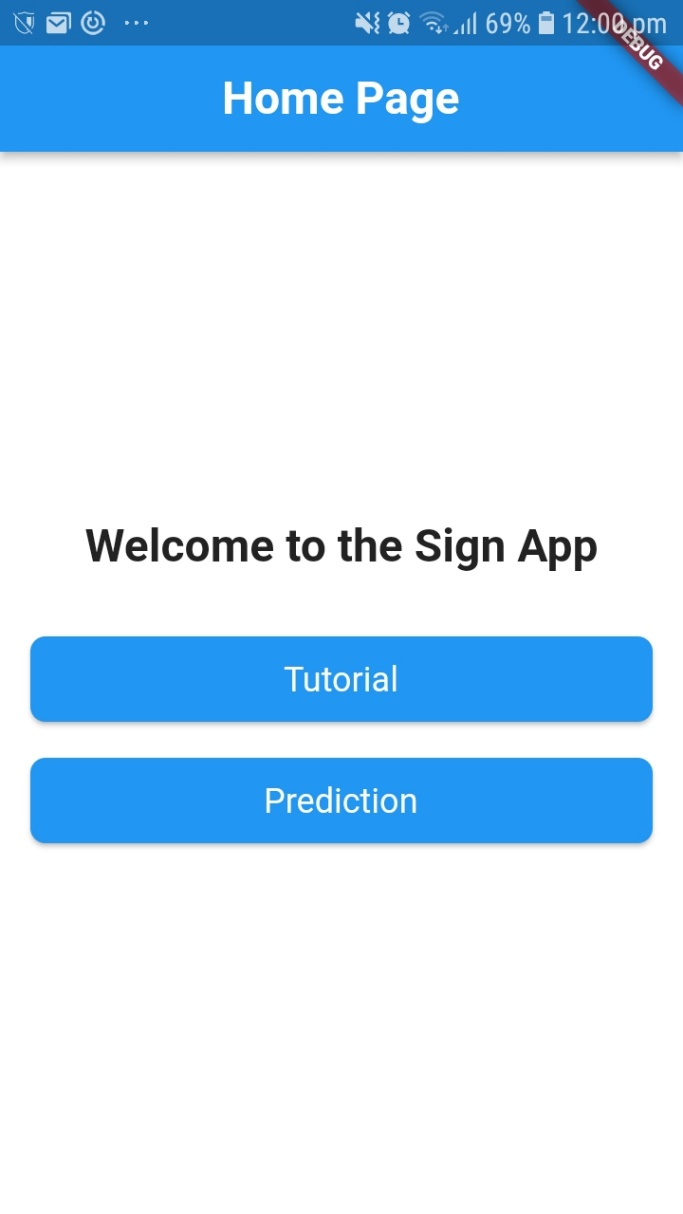 69% 12:00 pm
DEBUG
Home Page
Welcome to the Sign App
Tutorial
Prediction